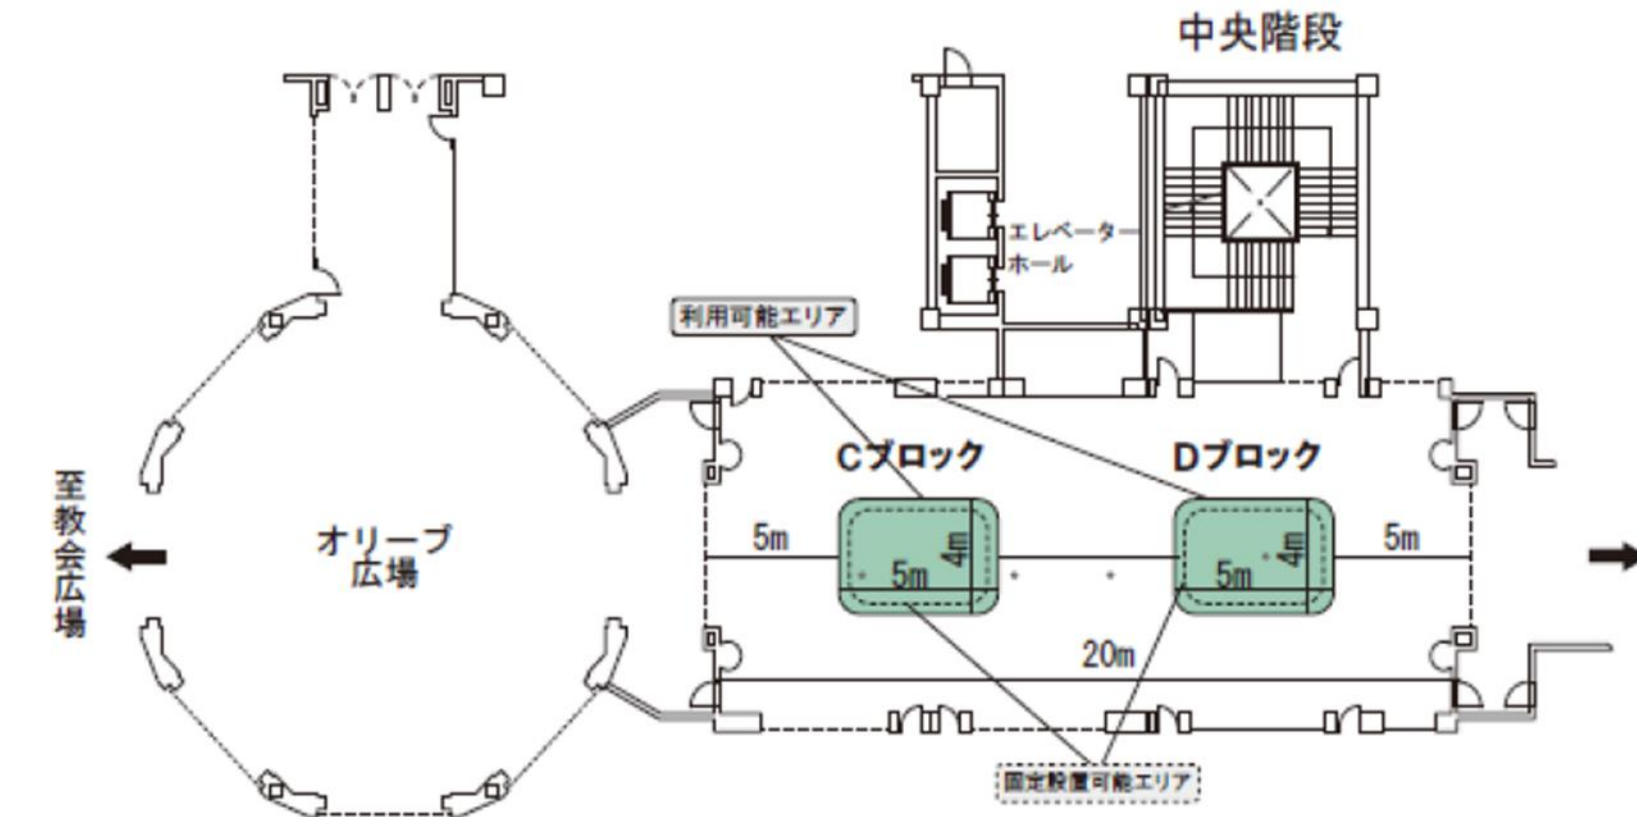 中央階段
エレベーター
ホール
利用可能エリア
Cブロック
Dブロック
至教会広場
オリーブ
広場
5m
4m
5m
4m
5m
5m
20m
固定設置可能エリア